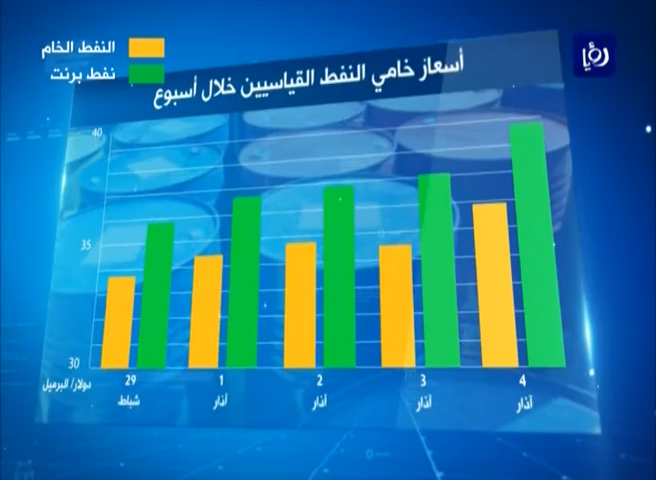 النفط الخام
نفط برنت
رؤيا
أسعار خامي النفط القياسيين خلال أسبوع
40
35
30
دولار/ البرميل
29 1 2 3 4
شباط آذار آذار آذار آذار